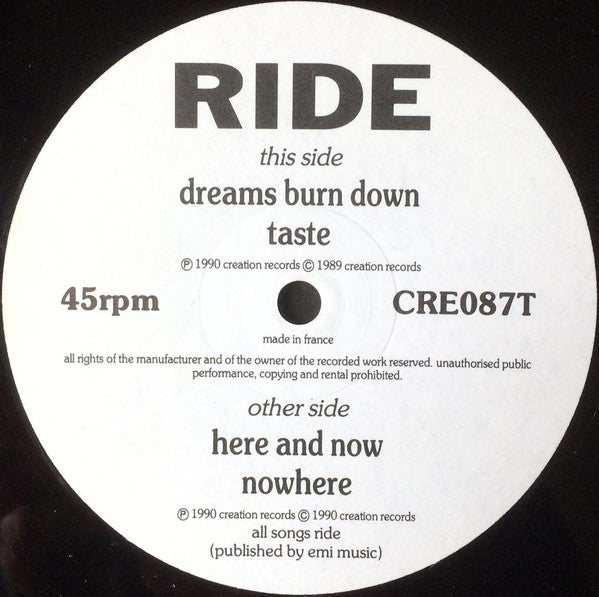 RIDE
this side
dreams burn down
taste
℗ 1990 creation records © 1989 creation records
45rpm
CRE087T
made in france
all rights of the manufacturer and of the owner of the recorded work reserved. unauthorised public
performance, copying and rental prohibited.
other side
here and now
nowhere
℗ 1990 creation records © 1990 creation records
all songs ride
(published by emi music)